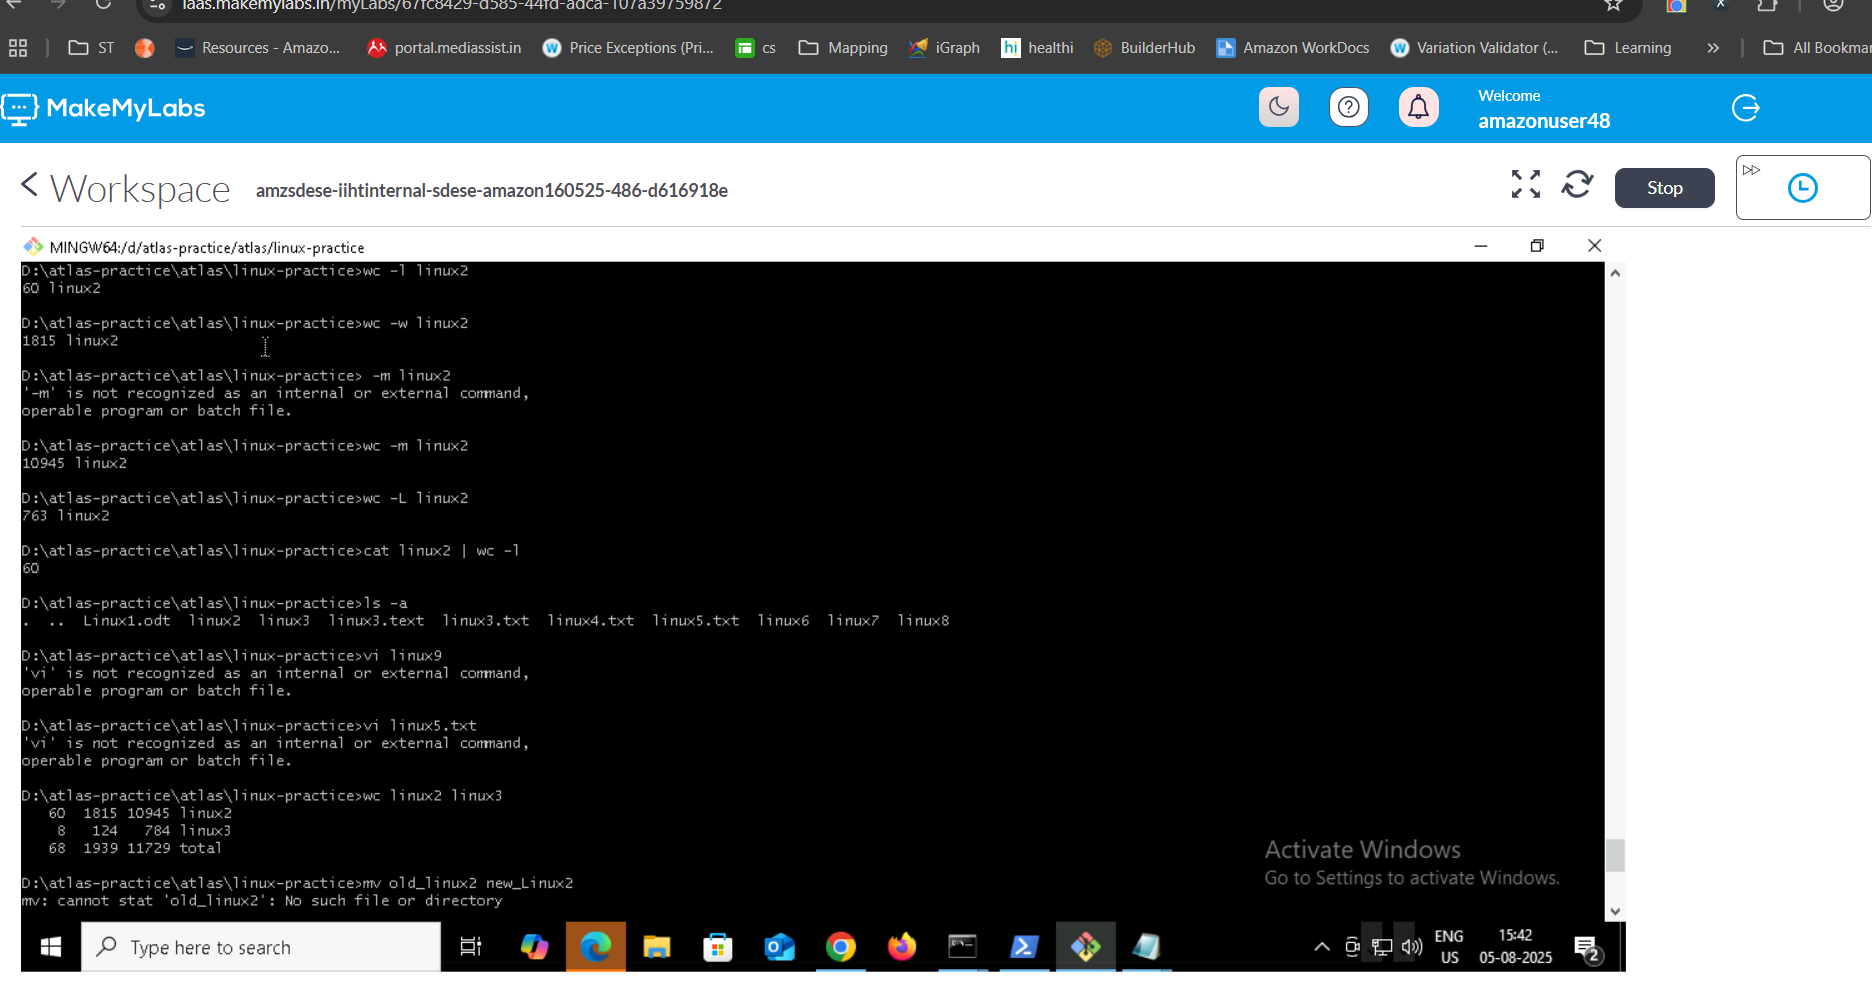 iaas.makemylabs.in/myLabs/67fc8429-d585-44fd-adca-107a39759872
ST Resources - Amazo... portal.mediassist.in Price Exceptions (Pri... cs Mapping iGraph healthi BuilderHub Amazon WorkDocs Variation Validator (... Learning » All Bookmar
MakeMyLabs
Welcome
amazonuser48
Workspace amzsdese-iihtinternal-sdese-amazon160525-486-d616918e Stop
MINGW64:/d/atlas-practice/atlas/linux-practice
D:\atlas-practice\atlas\linux-practice>wc -l linux2
60 linux2
D:\atlas-practice\atlas\linux-practice>wc -w linux2
1815 linux2
D:\atlas-practice\atlas\linux-practice> -m linux2
'-m' is not recognized as an internal or external command,
operable program or batch file.
D:\atlas-practice\atlas\linux-practice>wc -m linux2
10945 linux2
D:\atlas-practice\atlas\linux-practice>wc -L linux2
763 linux2
D:\atlas-practice\atlas\linux-practice>cat linux2 | wc -l
60
D:\atlas-practice\atlas\linux-practice>ls -a
. .. Linux1.odt linux2 linux3 linux3.text linux3.txt linux4.txt linux5.txt linux6 linux7 linux8
D:\atlas-practice\atlas\linux-practice>vi linux9
'vi' is not recognized as an internal or external command,
operable program or batch file.
D:\atlas-practice\atlas\linux-practice>vi linux5.txt
'vi' is not recognized as an internal or external command,
operable program or batch file.
D:\atlas-practice\atlas\linux-practice>wc linux2 linux3
60 1815 10945 linux2
8 124 784 linux3
68 1939 11729 total
D:\atlas-practice\atlas\linux-practice>mv old_linux2 new_Linux2
mv: cannot stat 'old_linux2': No such file or directory
Activate Windows
Go to Settings to activate Windows.
Type here to search
ENG
US
15:42
05-08-2025
2